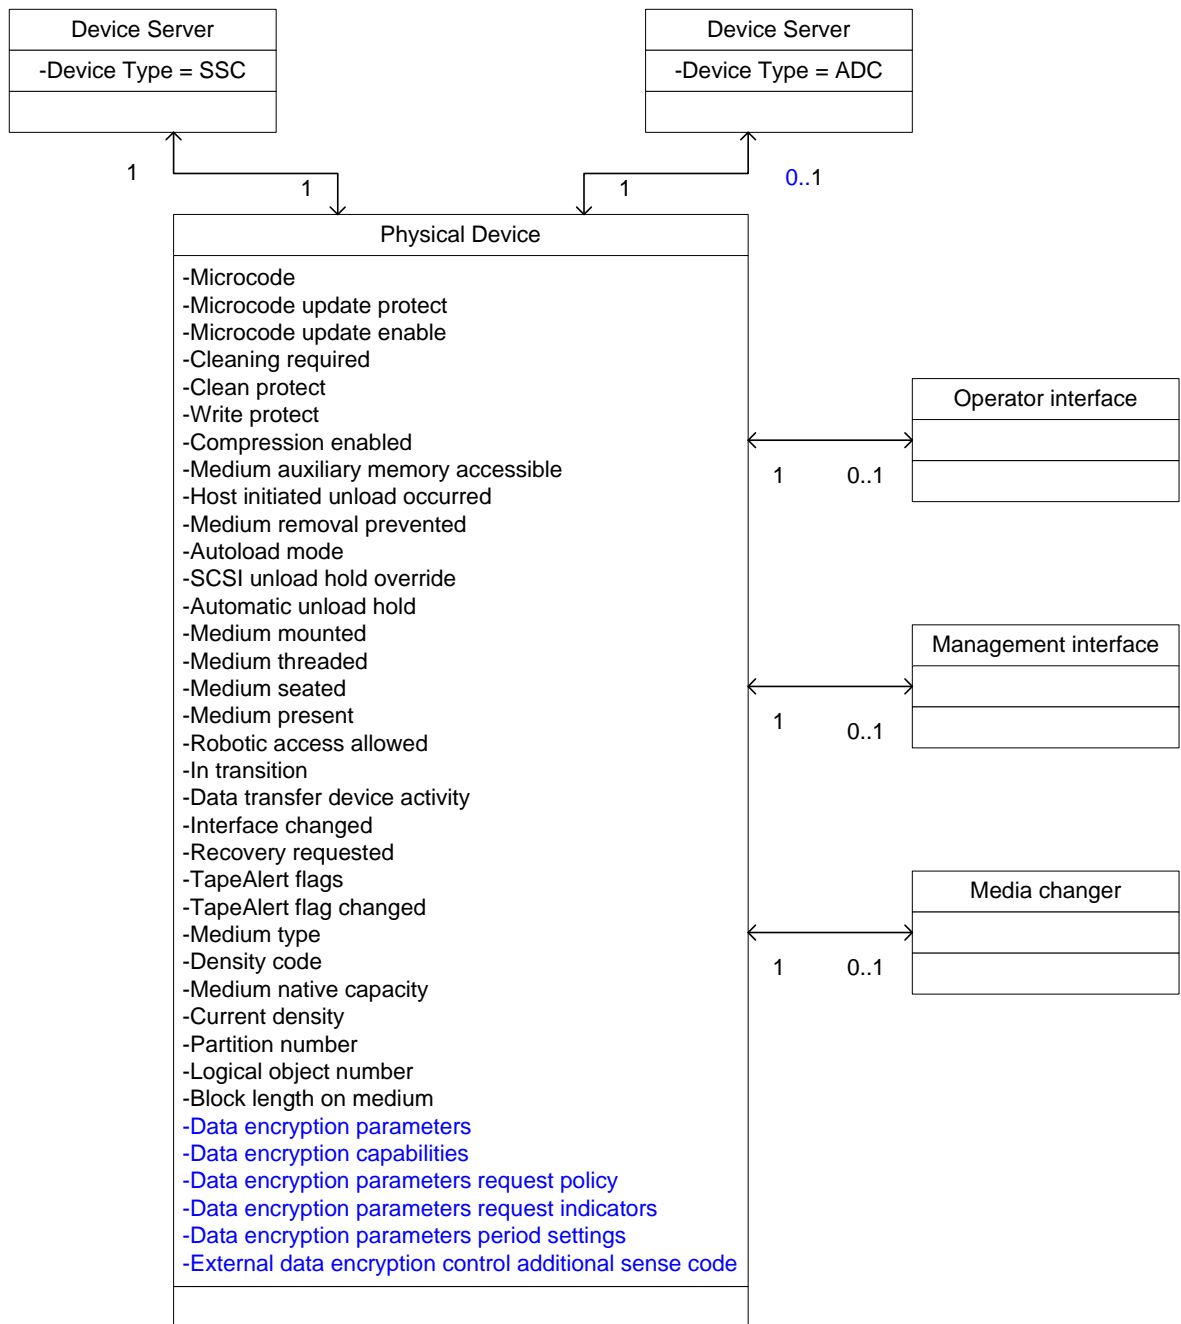 Device Server
-Device Type = SSC
Device Server
-Device Type = ADC
1
1
1
0..1
Physical Device
-Microcode
-Microcode update protect
-Microcode update enable
-Cleaning required
-Clean protect
-Write protect
-Compression enabled
-Medium auxiliary memory accessible
-Host initiated unload occurred
-Medium removal prevented
-Autoload mode
-SCSI unload hold override
-Automatic unload hold
-Medium mounted
-Medium threaded
-Medium seated
-Medium present
-Robotic access allowed
-In transition
-Data transfer device activity
-Interface changed
-Recovery requested
-TapeAlert flags
-TapeAlert flag changed
-Medium type
-Density code
-Medium native capacity
-Current density
-Partition number
-Logical object number
-Block length on medium
-Data encryption parameters
-Data encryption capabilities
-Data encryption parameters request policy
-Data encryption parameters request indicators
-Data encryption parameters period settings
-External data encryption control additional sense code
Operator interface
1
0..1
Management interface
1
0..1
Media changer
1
0..1